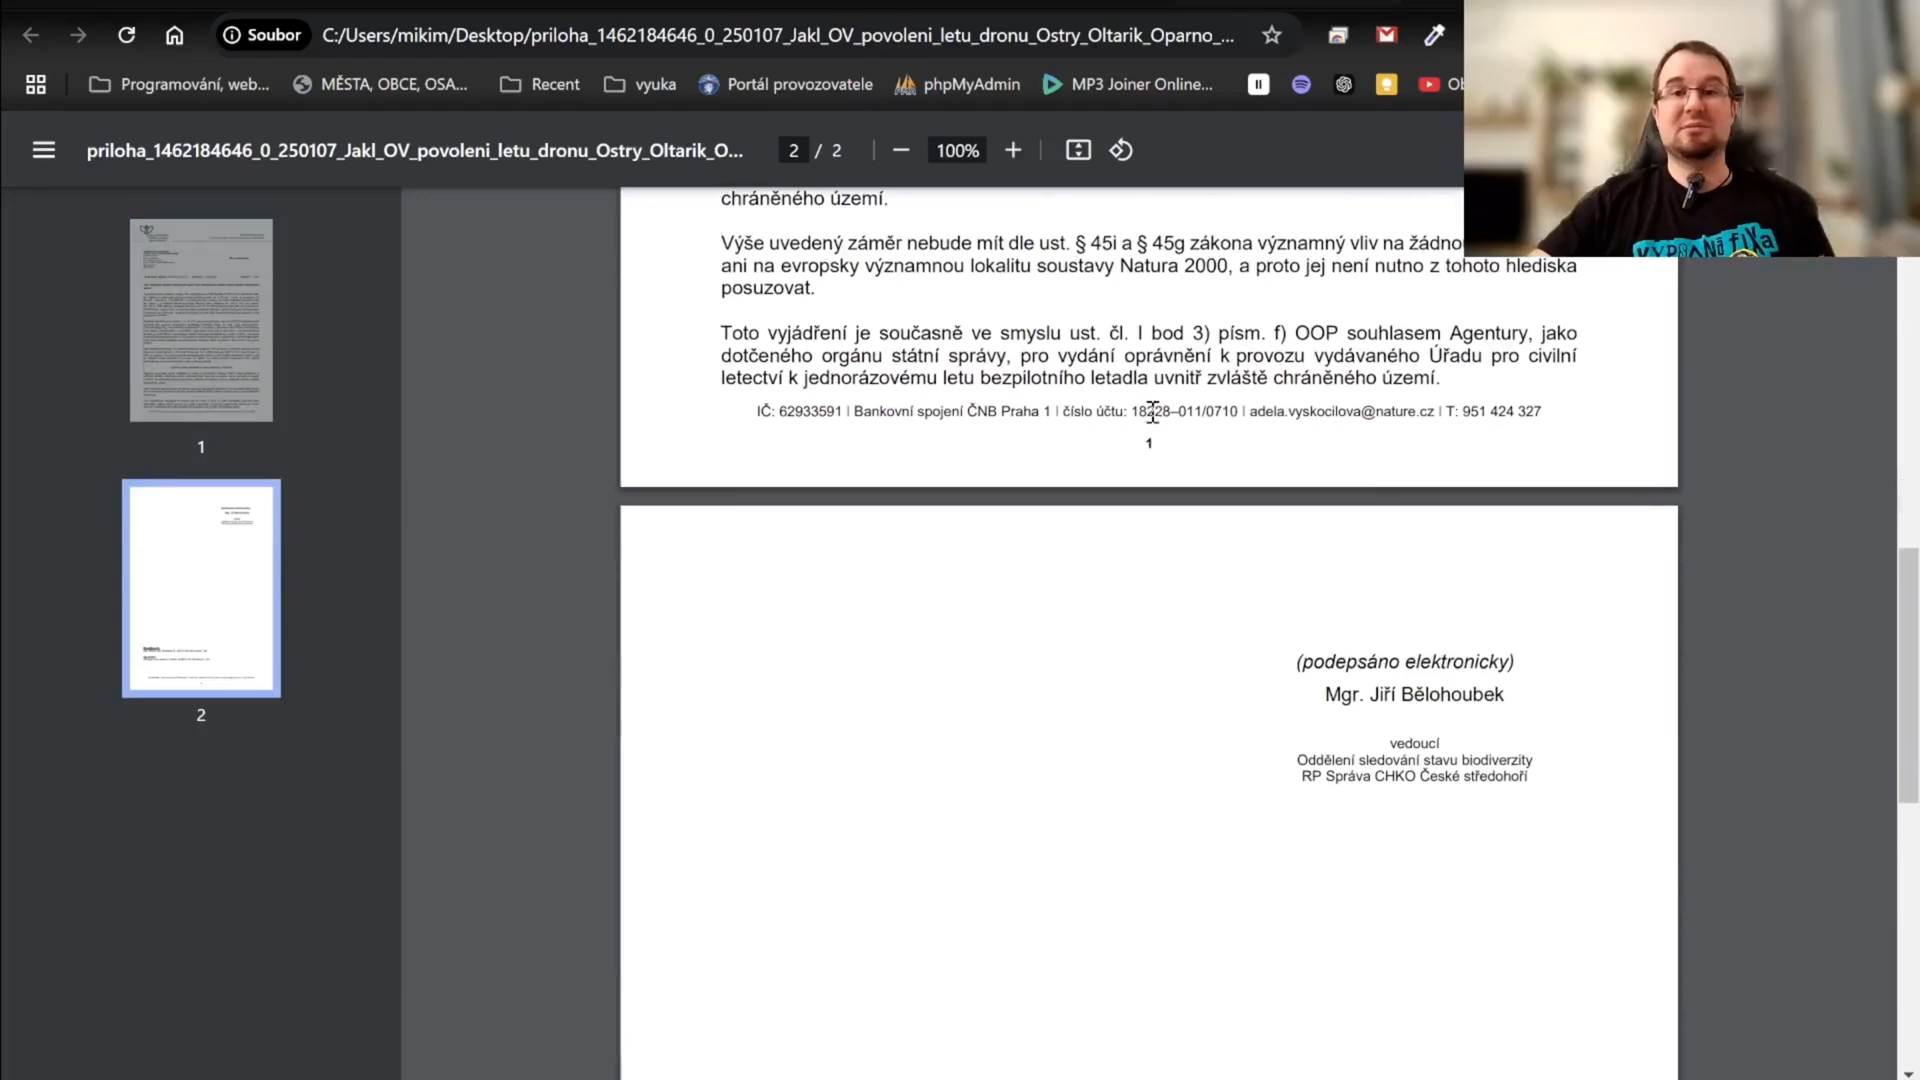 Soubor
C:/Users/mikim/Desktop/priloha_1462184646_0_250107_Jakl_OV_povoleni_letu_dronu_Ostry_Oltarik_Oparno_...
Programování, web...
MĚSTA, OBCE, OSA...
Recent
vyuka
Portál provozovatele
phpMyAdmin
MP3 Joiner Online...
priloha_1462184646_0_250107_Jakl_OV_povoleni_letu_dronu_Ostry_Oltarik_O...
2 / 2
100%
1
2
chráněného území.
Výše uvedený záměr nebude mít dle ust. § 45i a § 45g zákona významný vliv na
ani na evropsky významnou lokalitu soustavy Natura 2000, a proto jej není nutno z tohoto hlediska
posuzovat.
Toto vyjádření je současně ve smyslu ust. čl. I bod 3) písm. f) OOP souhlasem Agentury, jako
dotčeného orgánu státní správy, pro vydání oprávnění k provozu vydávaného Úřadu pro civilní
letectví k jednorázovému letu bezpilotního letadla uvnitř zvláště chráněného území.
IČ: 62933591 | Bankovní spojení ČNB Praha 1 | číslo účtu: 18228–011/0710 | adela.vyskocilova@nature.cz | T: 951 424 327
1
(podepsáno elektronicky)
Mgr. Jiří Bělohoubek
vedoucí
Oddělení sledování stavu biodiverzity
RP Správa CHKO České středohoří
VYPSANÁ FIXA